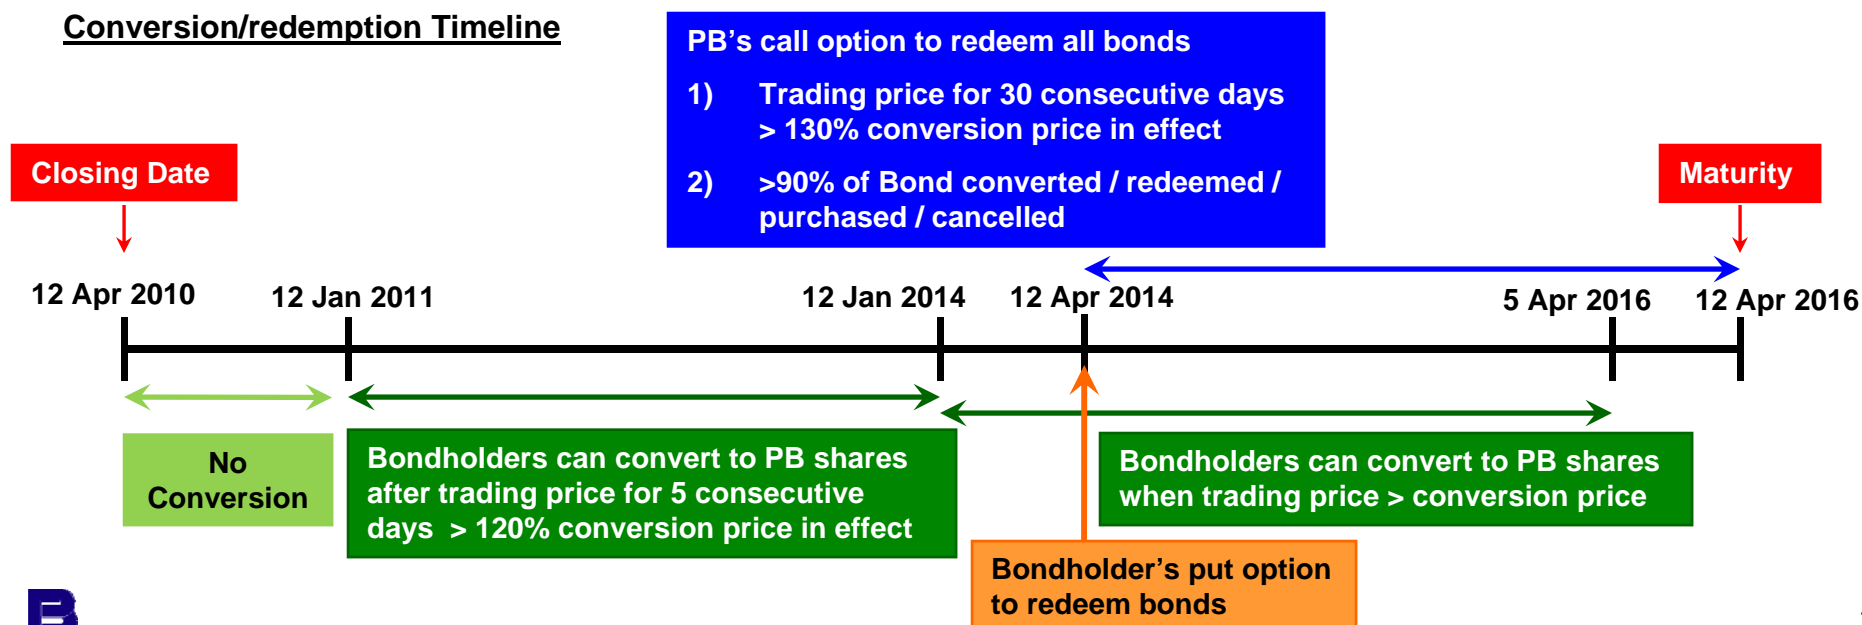 Conversion/redemption Timeline
PB’s call option to redeem all bonds
1) Trading price for 30 consecutive days
> 130% conversion price in effect
2) >90% of Bond converted / redeemed /
purchased / cancelled
Closing Date
Maturity
12 Apr 2010
12 Jan 2011
12 Jan 2014
12 Apr 2014
5 Apr 2016
12 Apr 2016
No
Conversion
Bondholders can convert to PB shares
after trading price for 5 consecutive
days > 120% conversion price in effect
Bondholders can convert to PB shares
when trading price > conversion price
Bondholder’s put option
to redeem bonds